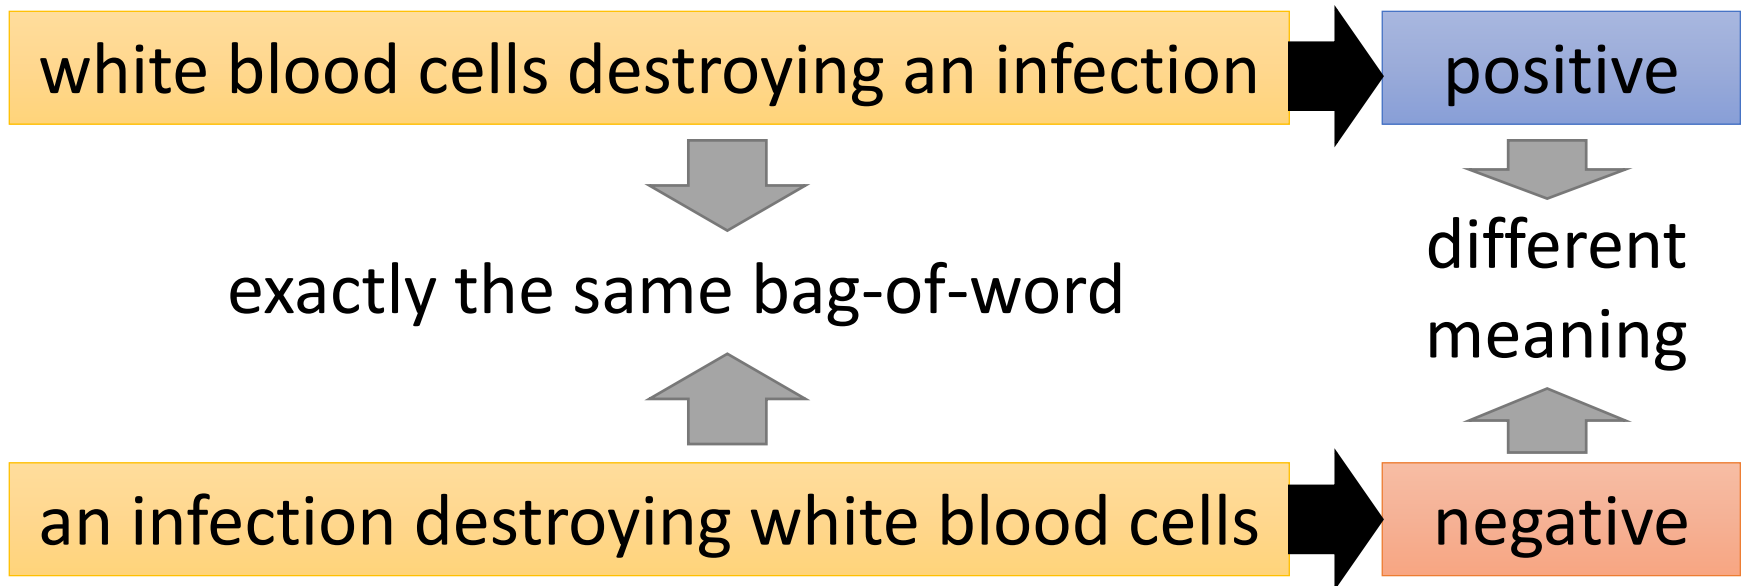 white blood cells destroying an infection
positive
exactly the same bag-of-word
different
meaning
an infection destroying white blood cells
negative